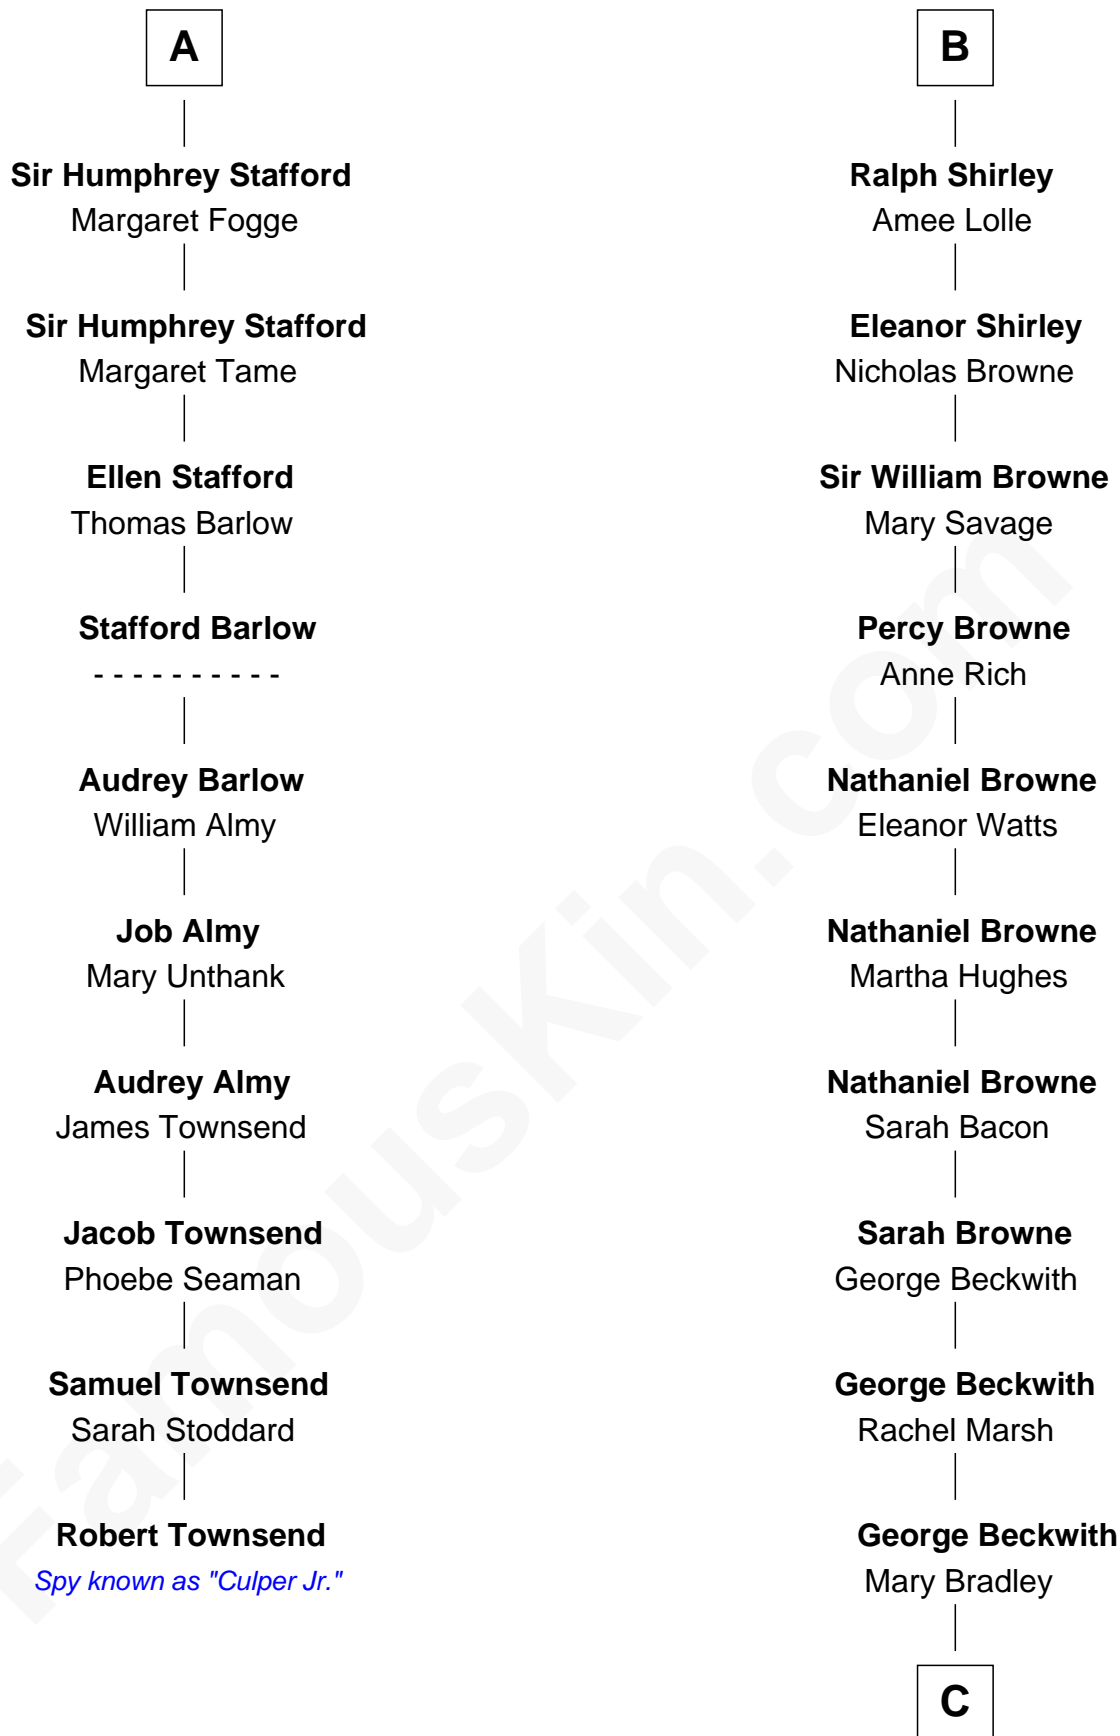 A
Sir Humphrey Stafford
Margaret Fogge
Sir Humphrey Stafford
Margaret Tame
Ellen Stafford
Thomas Barlow
Stafford Barlow
- - - - - - - - - -
Audrey Barlow
William Almy
Job Almy
Mary Unthank
Audrey Almy
James Townsend
Jacob Townsend
Phoebe Seaman
Samuel Townsend
Sarah Stoddard
Robert Townsend
Spy known as "Culper Jr."
B
Ralph Shirley
Amee Lolle
Eleanor Shirley
Nicholas Browne
Sir William Browne
Mary Savage
Percy Browne
Anne Rich
Nathaniel Browne
Eleanor Watts
Nathaniel Browne
Martha Hughes
Nathaniel Browne
Sarah Bacon
Sarah Browne
George Beckwith
George Beckwith
Rachel Marsh
George Beckwith
Mary Bradley
C
FamousKin.com